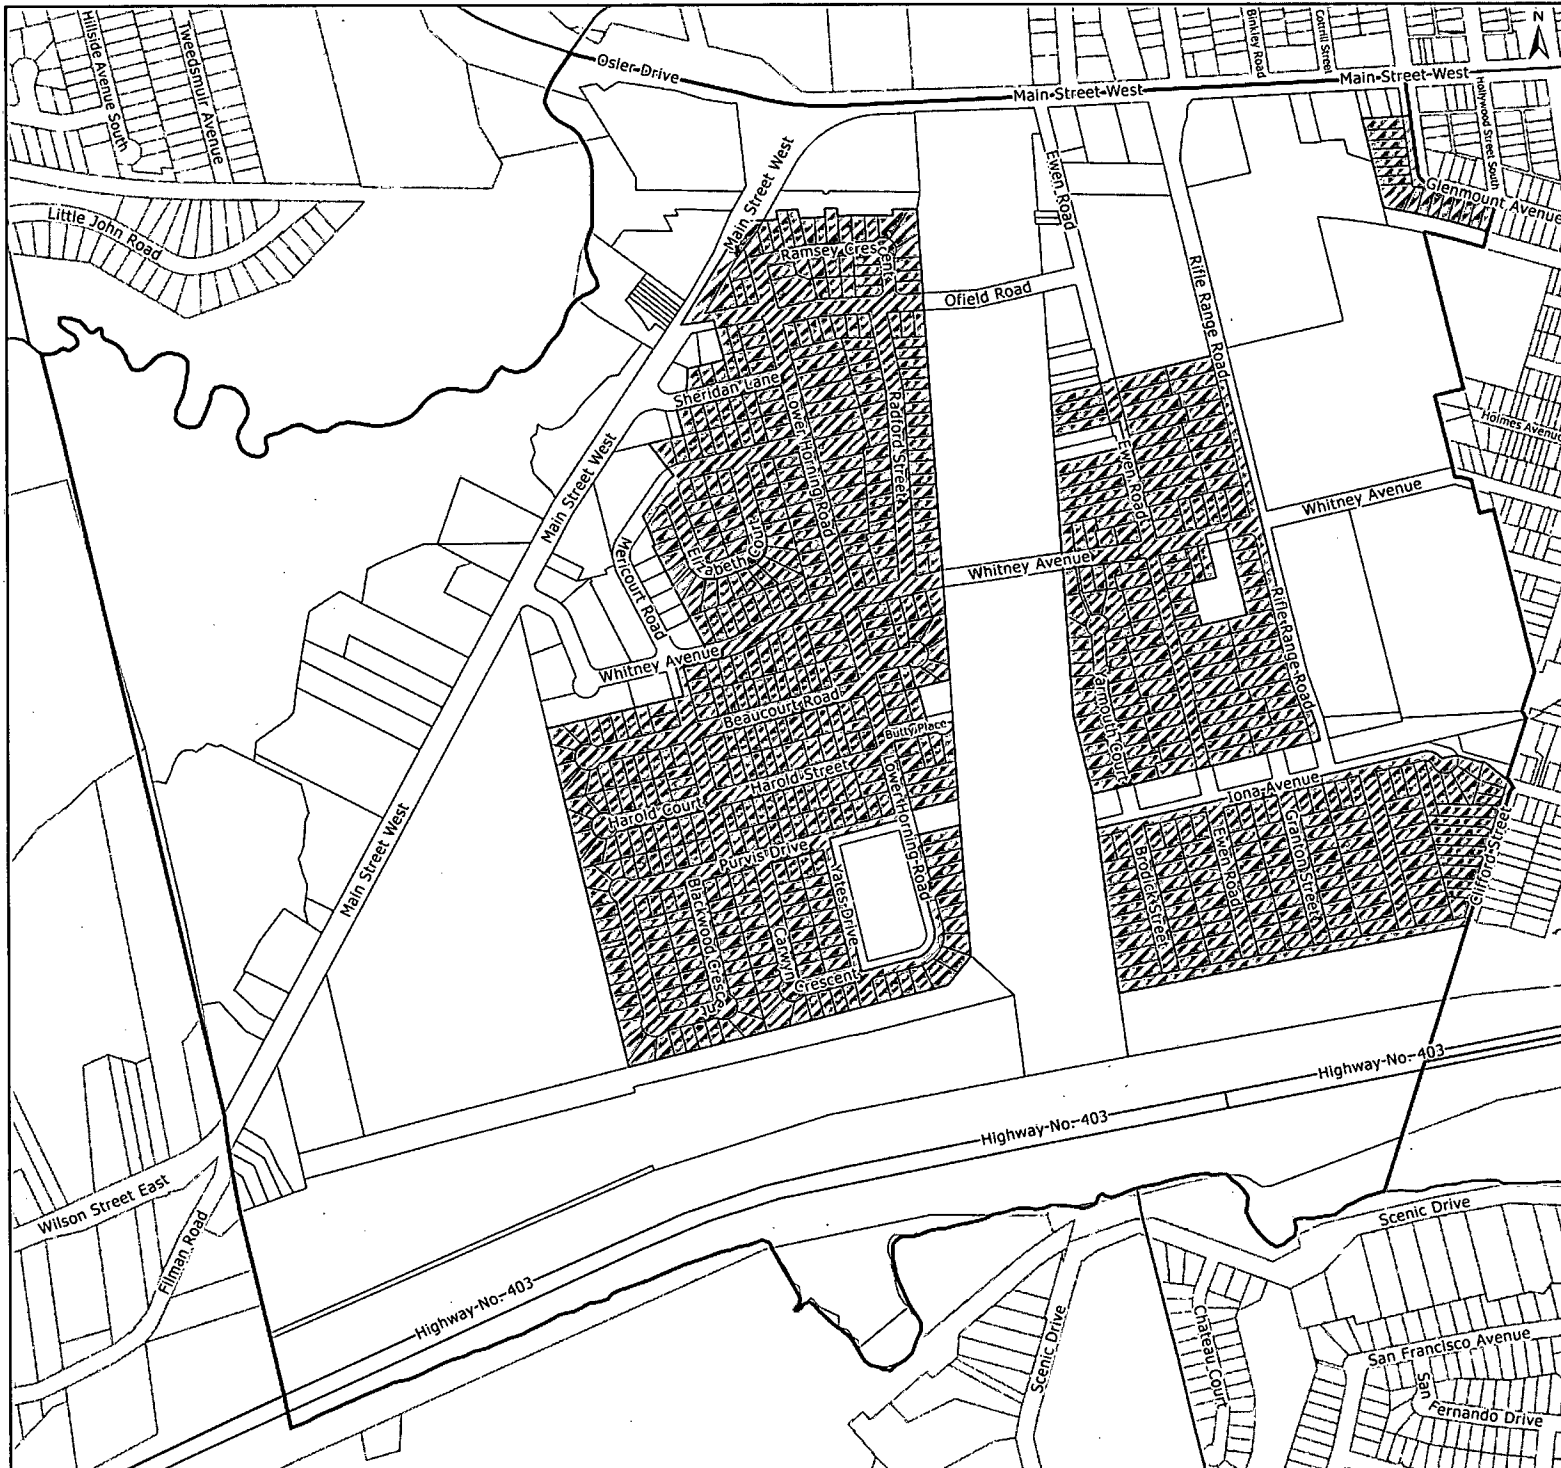 N
Hillside Avenue South
Tweedsmuir Avenue
Osler Drive
Main Street West
Binkley Road
Cottrill Street
Main Street West
Hollywood Street South
Glenmount Avenue
Little John Road
Main Street West
Ewen Road
Ramsey Crescent
Rifle Range Road
Ofield Road
Sheridan Lane
Lower Horning Road
Radford Street
Holmes Avenue
Main Street West
Ewen Road
Whitney Avenue
Elizabeth Court
Mericourt Road
Whitney Avenue
Rifle Range Road
Whitney Avenue
Yarmouth Court
Beaucourt Road
Butty Place
Harold Street
Lower Horning Road
Harold Court
Iona Avenue
Clifford Street
Purvis Drive
Main Street West
Blackwood Crescent
Carwyn Crescent
Yates Drive
Brodick Street
Ewen Road
Granton Street
Highway No. 403
Highway No. 403
Wilson Street East
Filman Road
Scenic Drive
Highway No. 403
Scenic Drive
Chateau Court
San Francisco Avenue
San Fernando Drive